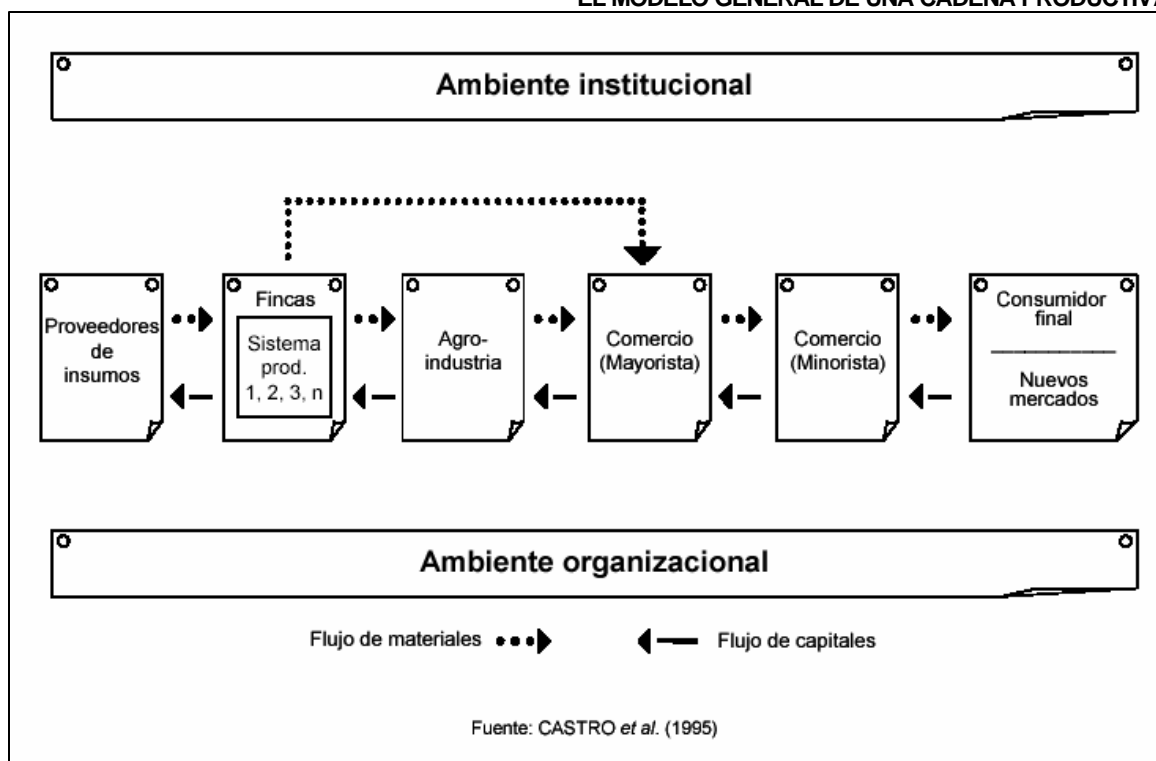 EL MODELO GENERAL DE UNA CADENA PRODUCTIVA
Ambiente institucional
Proveedores
de
insumos
Fincas
Sistema
prod.
1, 2, 3, n
Agro-
industria
Comercio
(Mayorista)
Comercio
(Minorista)
Consumidor
final
Nuevos
mercados
Ambiente organizacional
Flujo de materiales
Flujo de capitales
Fuente: CASTRO et al. (1995)